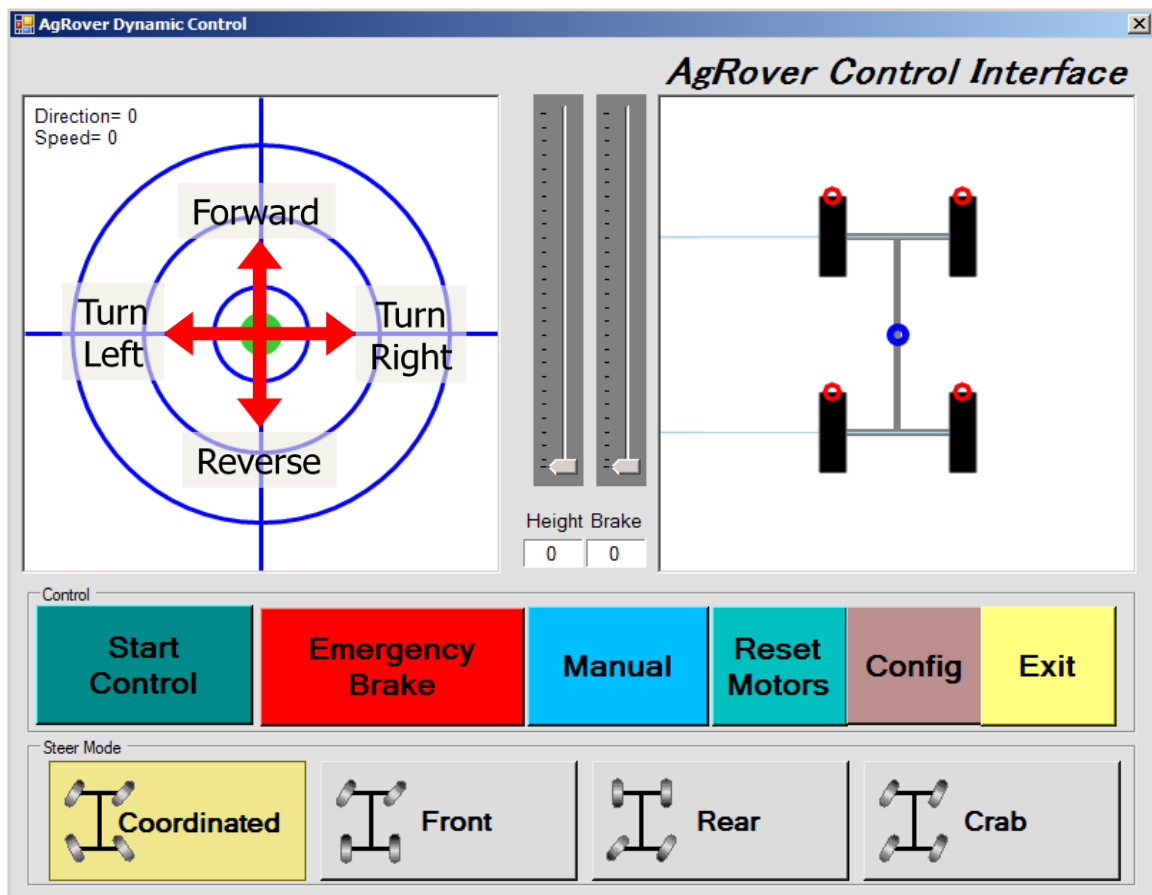 AgRover Dynamic Control
AgRover Control Interface
Direction= 0
Speed= 0
Forward
Turn
Left
Turn
Right
Reverse
Height
Brake
0
0
Control
Start
Control
Emergency
Brake
Manual
Reset
Motors
Config
Exit
Steer Mode
Coordinated
Front
Rear
Crab